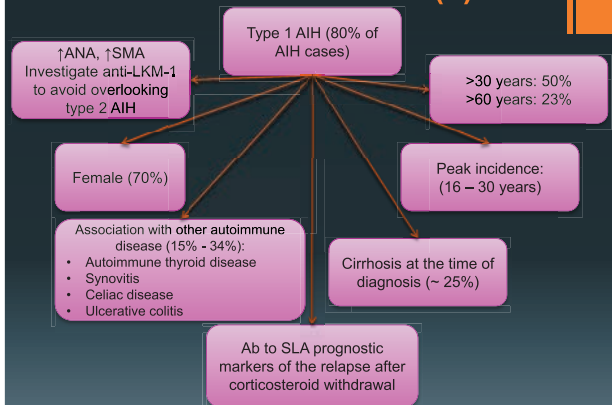 Type 1 AIH (80% of
AIH cases)
↑ANA, ↑SMA
Investigate anti-LKM-1
to avoid overlooking
type 2 AIH
>30 years: 50%
>60 years: 23%
Female (70%)
Peak incidence:
(16 – 30 years)
Association with other autoimmune
disease (15% - 34%):
• Autoimmune thyroid disease
• Synovitis
• Celiac disease
• Ulcerative colitis
Cirrhosis at the time of
diagnosis (~ 25%)
Ab to SLA prognostic
markers of the relapse after
corticosteroid withdrawal